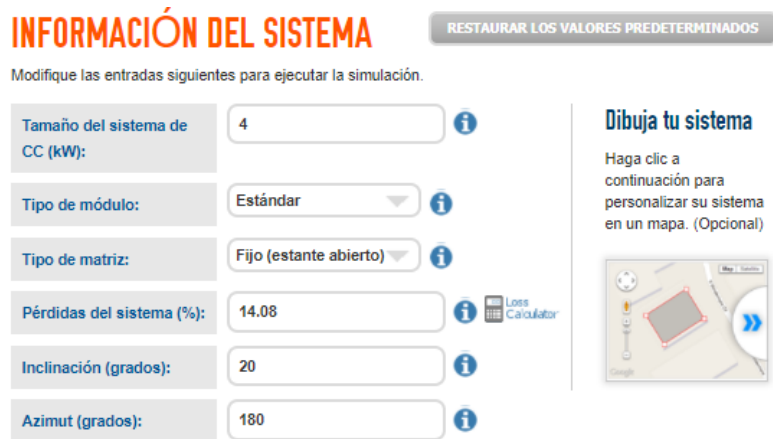 INFORMACIÓN DEL SISTEMA
RESTAURAR LOS VALORES PREDETERMINADOS
Modifique las entradas siguientes para ejecutar la simulación.
Tamaño del sistema de
CC (kW):
4
Tipo de módulo:
Estándar
Tipo de matriz:
Fijo (estante abierto)
Pérdidas del sistema (%):
14.08
Loss
Calculator
Inclinación (grados):
20
Azimut (grados):
180
Dibuja tu sistema
Haga clic a
continuación para
personalizar su sistema
en un mapa. (Opcional)
Map
Satellite
Google